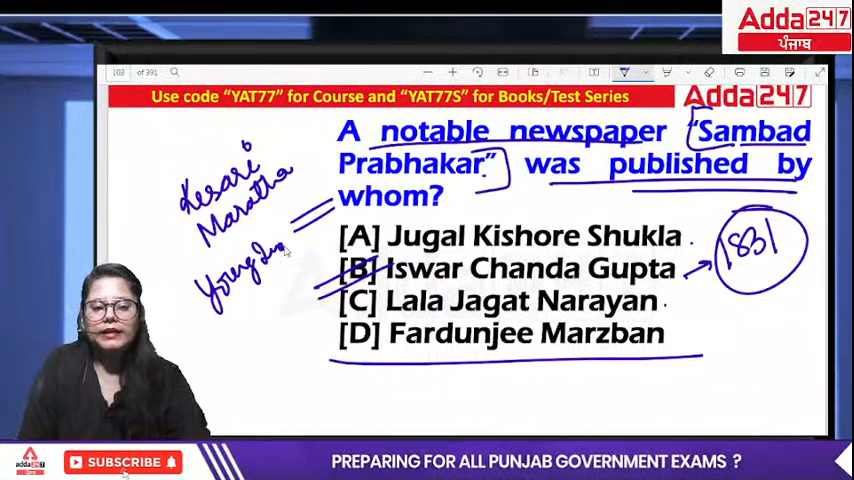 Adda247
ਪੰਜਾਬ
103 of 391
Use code "YAT77" for Course and "YAT77S" for Books/Test Series
Adda247
A notable newspaper "Sambad
Prabhakar" was published by
whom?
[A] Jugal Kishore Shukla
[B] Iswar Chanda Gupta
[C] Lala Jagat Narayan
[D] Fardunjee Marzban
Kesari
Maratha
Young
1831
adda247
ਪੰਜਾਬ
SUBSCRIBE
PREPARING FOR ALL PUNJAB GOVERNMENT EXAMS ?